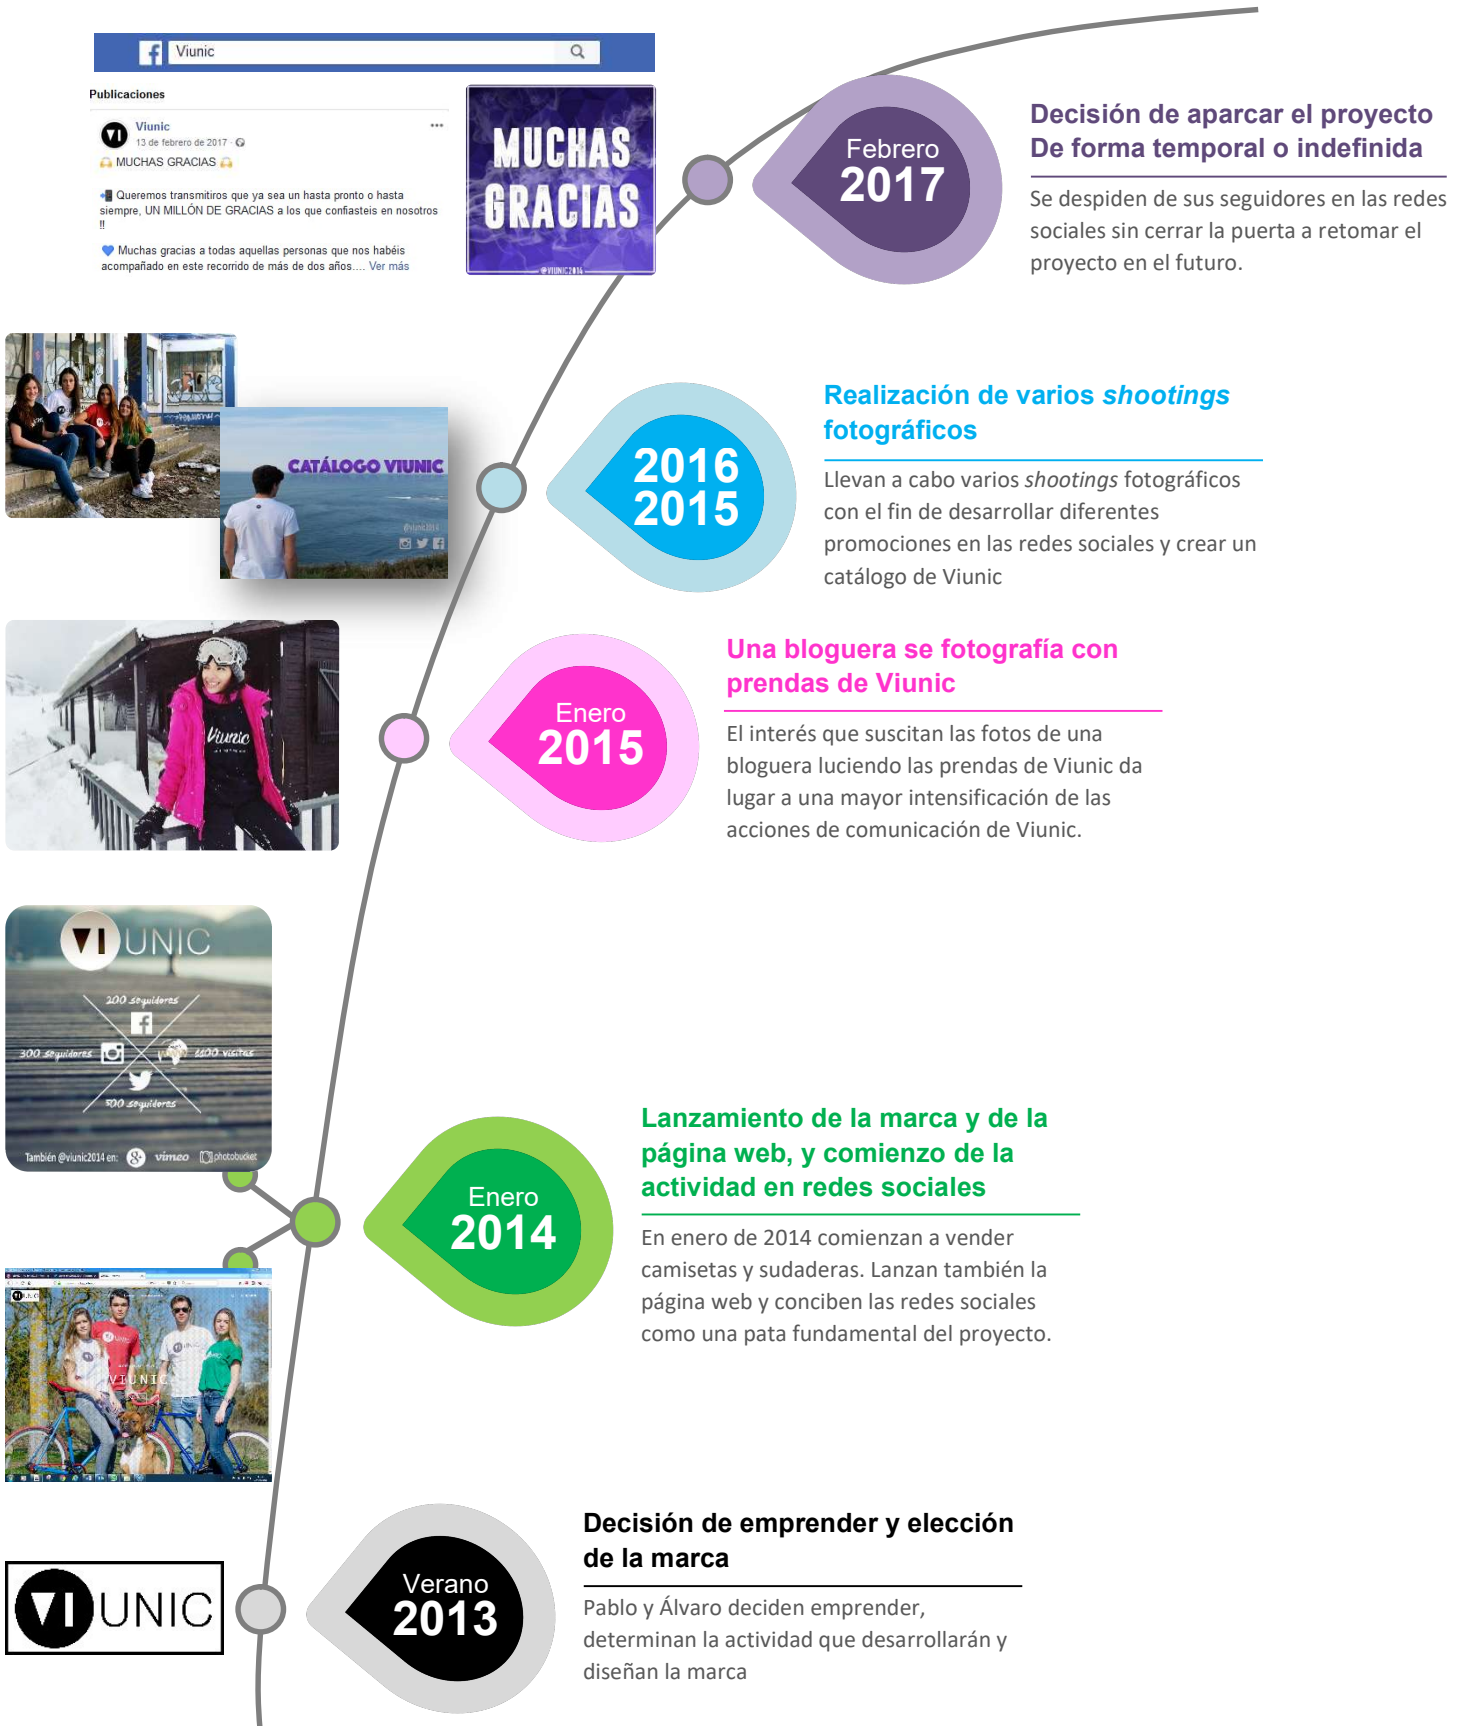 Viunic
Publicaciones
Viunic
13 de febrero de 2017
MUCHAS GRACIAS
Queremos transmitiros que ya sea un hasta pronto o hasta
siempre, UN MILLÓN DE GRACIAS a los que confiasteis en nosotros
!!
Muchas gracias a todas aquellas personas que nos habéis
acompañado en este recorrido de más de dos años.... Ver más
MUCHAS
GRACIAS
@VIUNIC2014
Febrero
2017
Decisión de aparcar el proyecto
De forma temporal o indefinida
Se despiden de sus seguidores en las redes
sociales sin cerrar la puerta a retomar el
proyecto en el futuro.
CATÁLOGO VIUNIC
@viunic2014
2016
2015
Realización de varios shootings
fotográficos
Llevan a cabo varios shootings fotográficos
con el fin de desarrollar diferentes
promociones en las redes sociales y crear un
catálogo de Viunic
Viunic
Enero
2015
Una bloguera se fotografía con
prendas de Viunic
El interés que suscitan las fotos de una
bloguera luciendo las prendas de Viunic da
lugar a una mayor intensificación de las
acciones de comunicación de Viunic.
VIUNIC
200 seguidores
300 seguidores
1100 visitas
500 seguidores
También @viunic2014 en: g+ vimeo photobucket
Enero
2014
Lanzamiento de la marca y de la
página web, y comienzo de la
actividad en redes sociales
En enero de 2014 comienzan a vender
camisetas y sudaderas. Lanzan también la
página web y conciben las redes sociales
como una pata fundamental del proyecto.
VIUNIC
VIUNIC
Verano
2013
Decisión de emprender y elección
de la marca
Pablo y Álvaro deciden emprender,
determinan la actividad que desarrollarán y
diseñan la marca